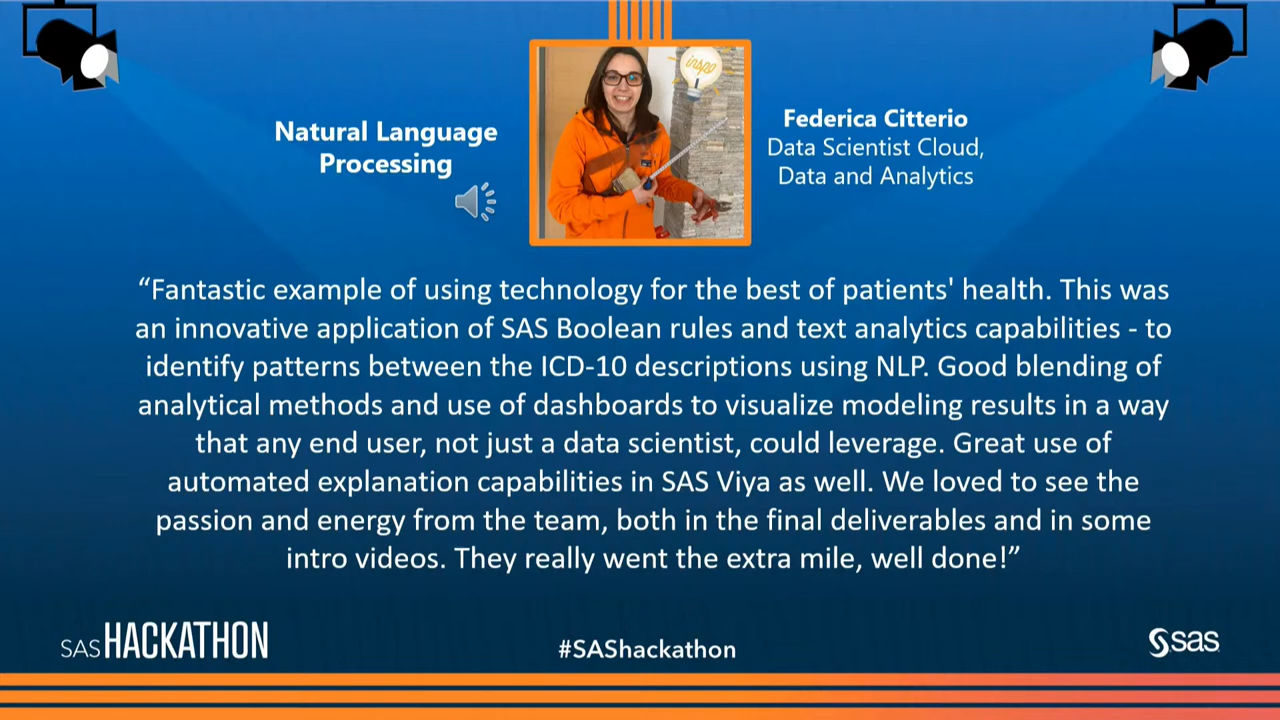 inspo
Natural Language
Processing
Federica Citterio
Data Scientist Cloud,
Data and Analytics
“Fantastic example of using technology for the best of patients' health. This was
an innovative application of SAS Boolean rules and text analytics capabilities - to
identify patterns between the ICD-10 descriptions using NLP. Good blending of
analytical methods and use of dashboards to visualize modeling results in a way
that any end user, not just a data scientist, could leverage. Great use of
automated explanation capabilities in SAS Viya as well. We loved to see the
passion and energy from the team, both in the final deliverables and in some
intro videos. They really went the extra mile, well done!”
SAS HACKATHON
#SAShackathon
sas